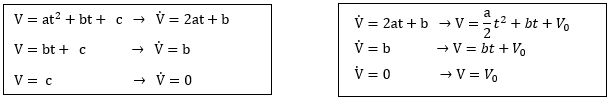 V = at² + bt + c → V̇ = 2at + b
V = bt + c → V̇ = b
V = c → V̇ = 0
V̇ = 2at + b → V = a/2 t² + bt + V₀
V̇ = b → V = bt + V₀
V̇ = 0 → V = V₀